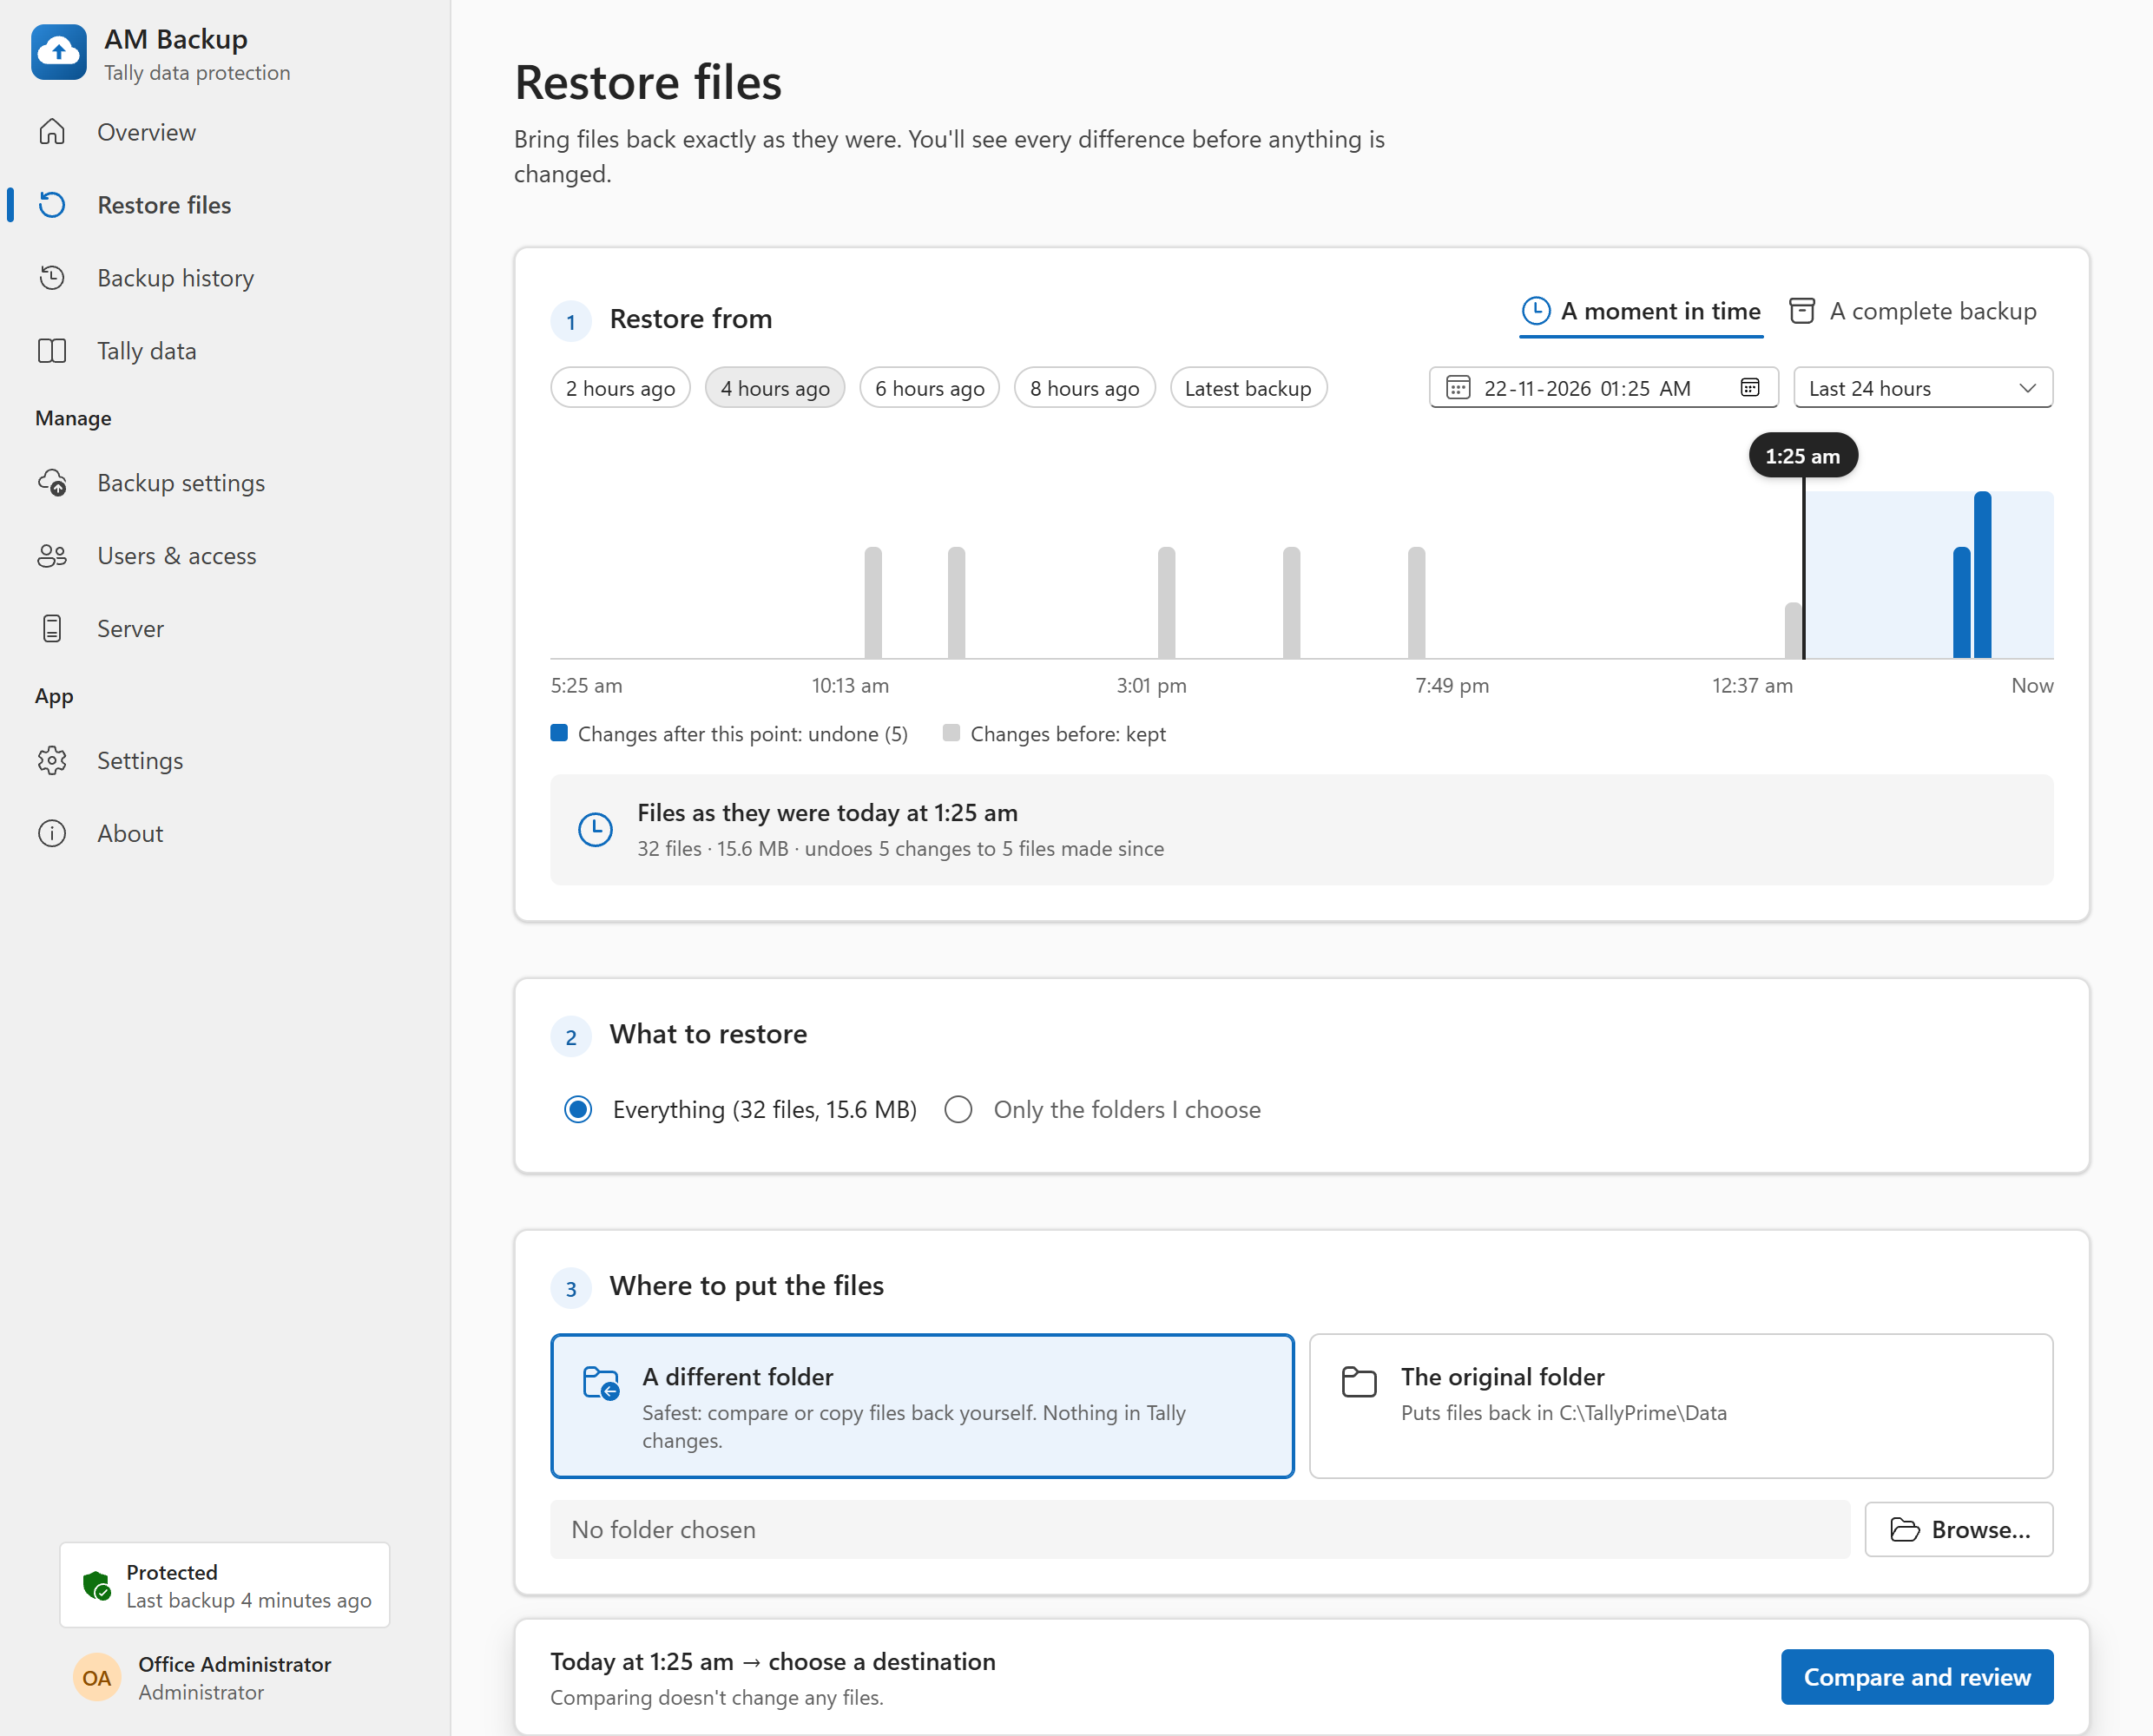 AM Backup
Tally data protection
Overview
Restore files
Backup history
Tally data
Manage
Backup settings
Users & access
Server
App
Settings
About
Protected
Last backup 4 minutes ago
OA
Office Administrator
Administrator
Restore files
Bring files back exactly as they were. You'll see every difference before anything is
changed.
1 Restore from
A moment in time
A complete backup
2 hours ago
4 hours ago
6 hours ago
8 hours ago
Latest backup
22-11-2026 01:25 AM
Last 24 hours
1:25 am
5:25 am
10:13 am
3:01 pm
7:49 pm
12:37 am
Now
Changes after this point: undone (5)
Changes before: kept
Files as they were today at 1:25 am
32 files · 15.6 MB · undoes 5 changes to 5 files made since
2 What to restore
Everything (32 files, 15.6 MB)
Only the folders I choose
3 Where to put the files
A different folder
Safest: compare or copy files back yourself. Nothing in Tally
changes.
The original folder
Puts files back in C:\TallyPrime\Data
No folder chosen
Browse...
Today at 1:25 am → choose a destination
Comparing doesn't change any files.
Compare and review